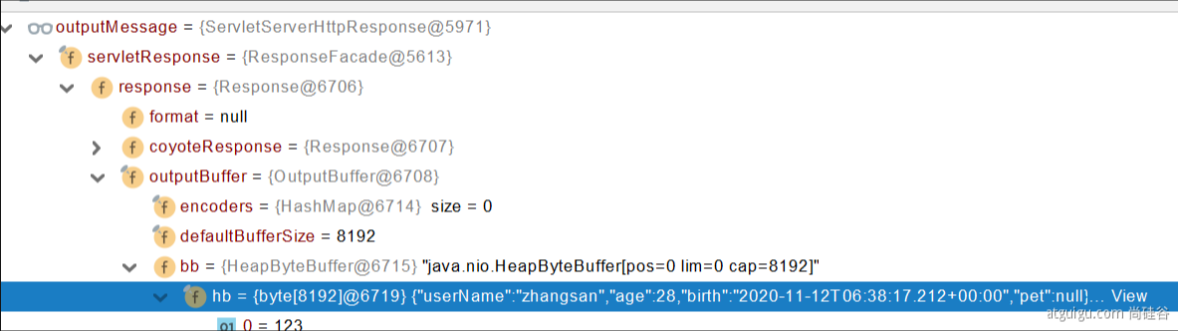 outputMessage = {ServletServerHttpResponse@5971}
f servletResponse = {ResponseFacade@5613}
f response = {Response@6706}
f format = null
f coyoteResponse = {Response@6707}
f outputBuffer = {OutputBuffer@6708}
f encoders = {HashMap@6714} size = 0
f defaultBufferSize = 8192
f bb = {HeapByteBuffer@6715} "java.nio.HeapByteBuffer[pos=0 lim=0 cap=8192]"
f hb = {byte[8192]@6719} {"userName":"zhangsan","age":28,"birth":"2020-11-12T06:38:17.212+00:00","pet":null}... View
01 0 = 123
atguigu.com 尚硅谷